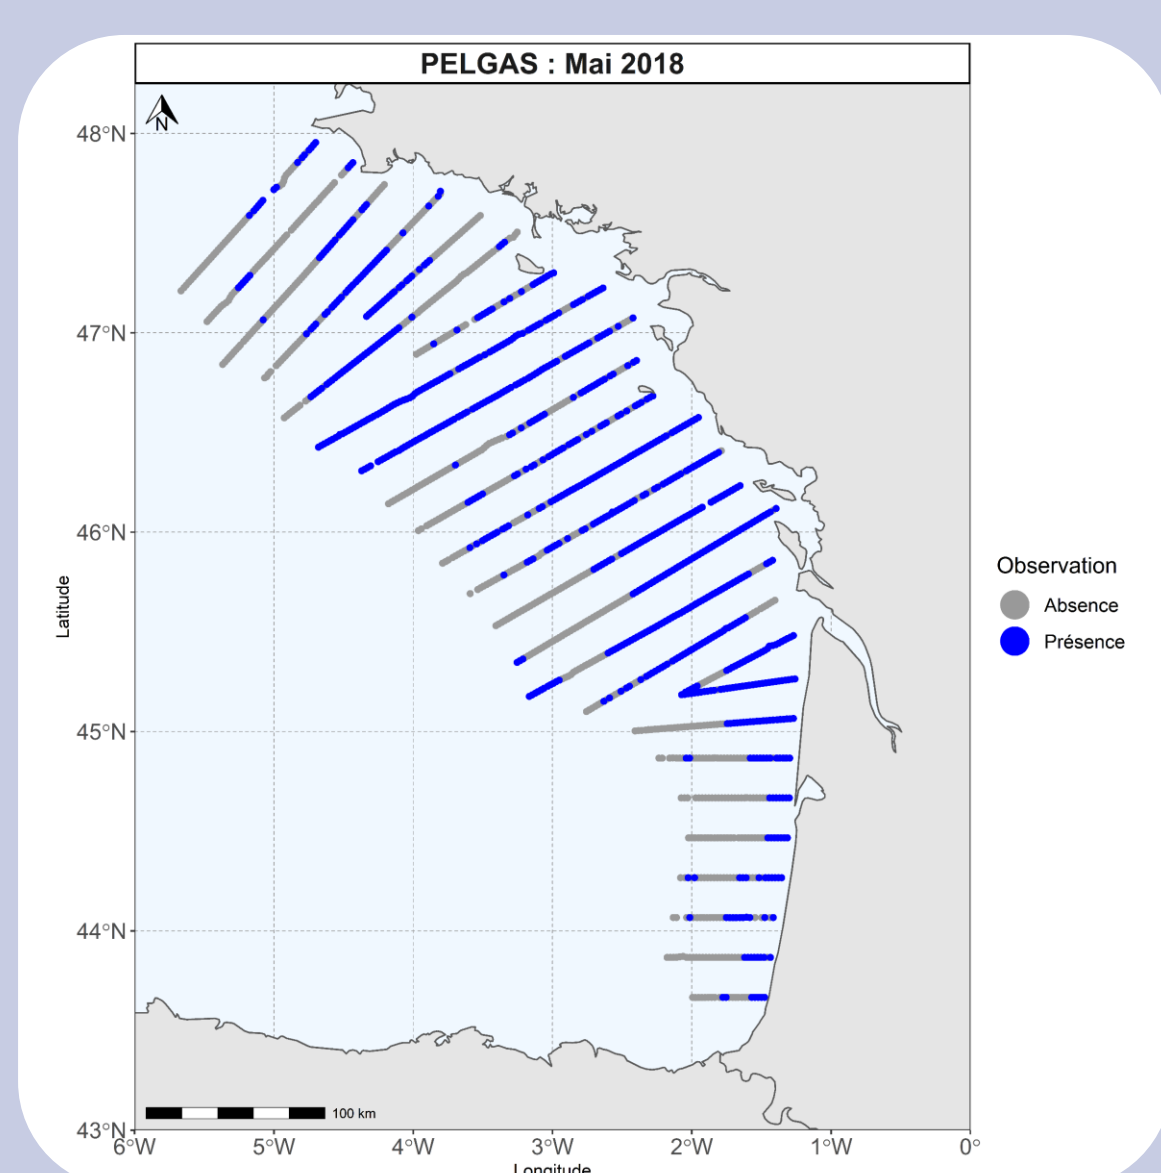 PELGAS : Mai 2018
N
48°N
47°N
46°N
45°N
44°N
43°N
Latitude
6°W
5°W
4°W
3°W
2°W
1°W
0°
Longitude
100 km
Observation
Absence
Présence